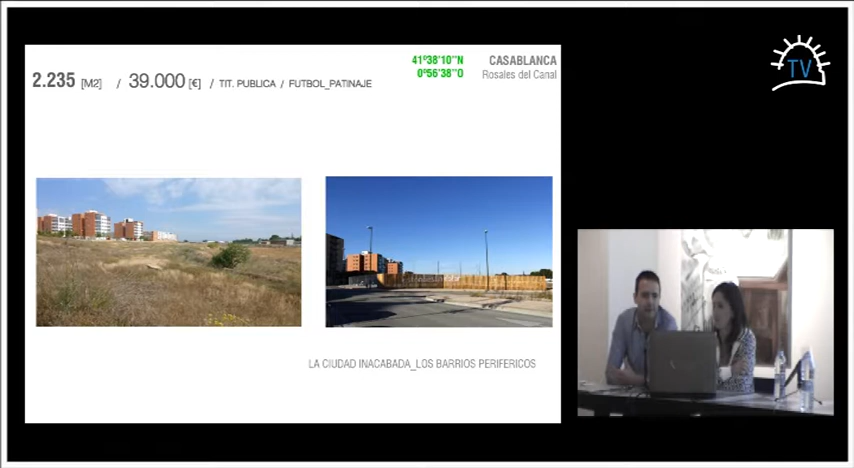 2.235 [M2] / 39.000 [€] / TIT. PUBLICA / FUTBOL_PATINAJE
41º38'10''N
0º56'38''O
CASABLANCA
Rosales del Canal
TV
LA CIUDAD INACABADA_LOS BARRIOS PERIFERICOS